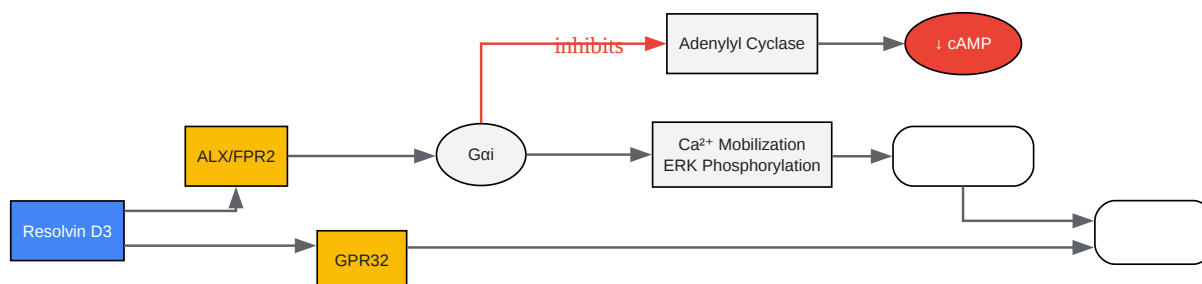 inhibits
Adenylyl Cyclase
↓ cAMP
ALX/FPR2
Gαi
Ca²⁺ Mobilization
ERK Phosphorylation
Resolvin D3
GPR32